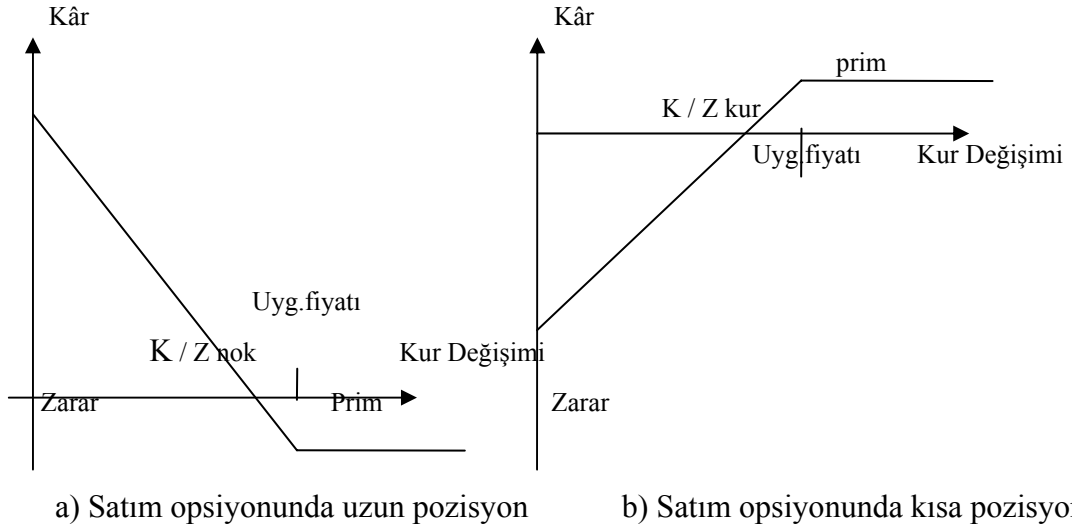 Kâr
Kâr
prim
K / Z kur
Uyg.fiyatı
Kur Değişimi
Uyg.fiyatı
K / Z nok
Kur Değişimi
Zarar
Prim
Zarar
a) Satım opsiyonunda uzun pozisyon
b) Satım opsiyonunda kısa pozisyon